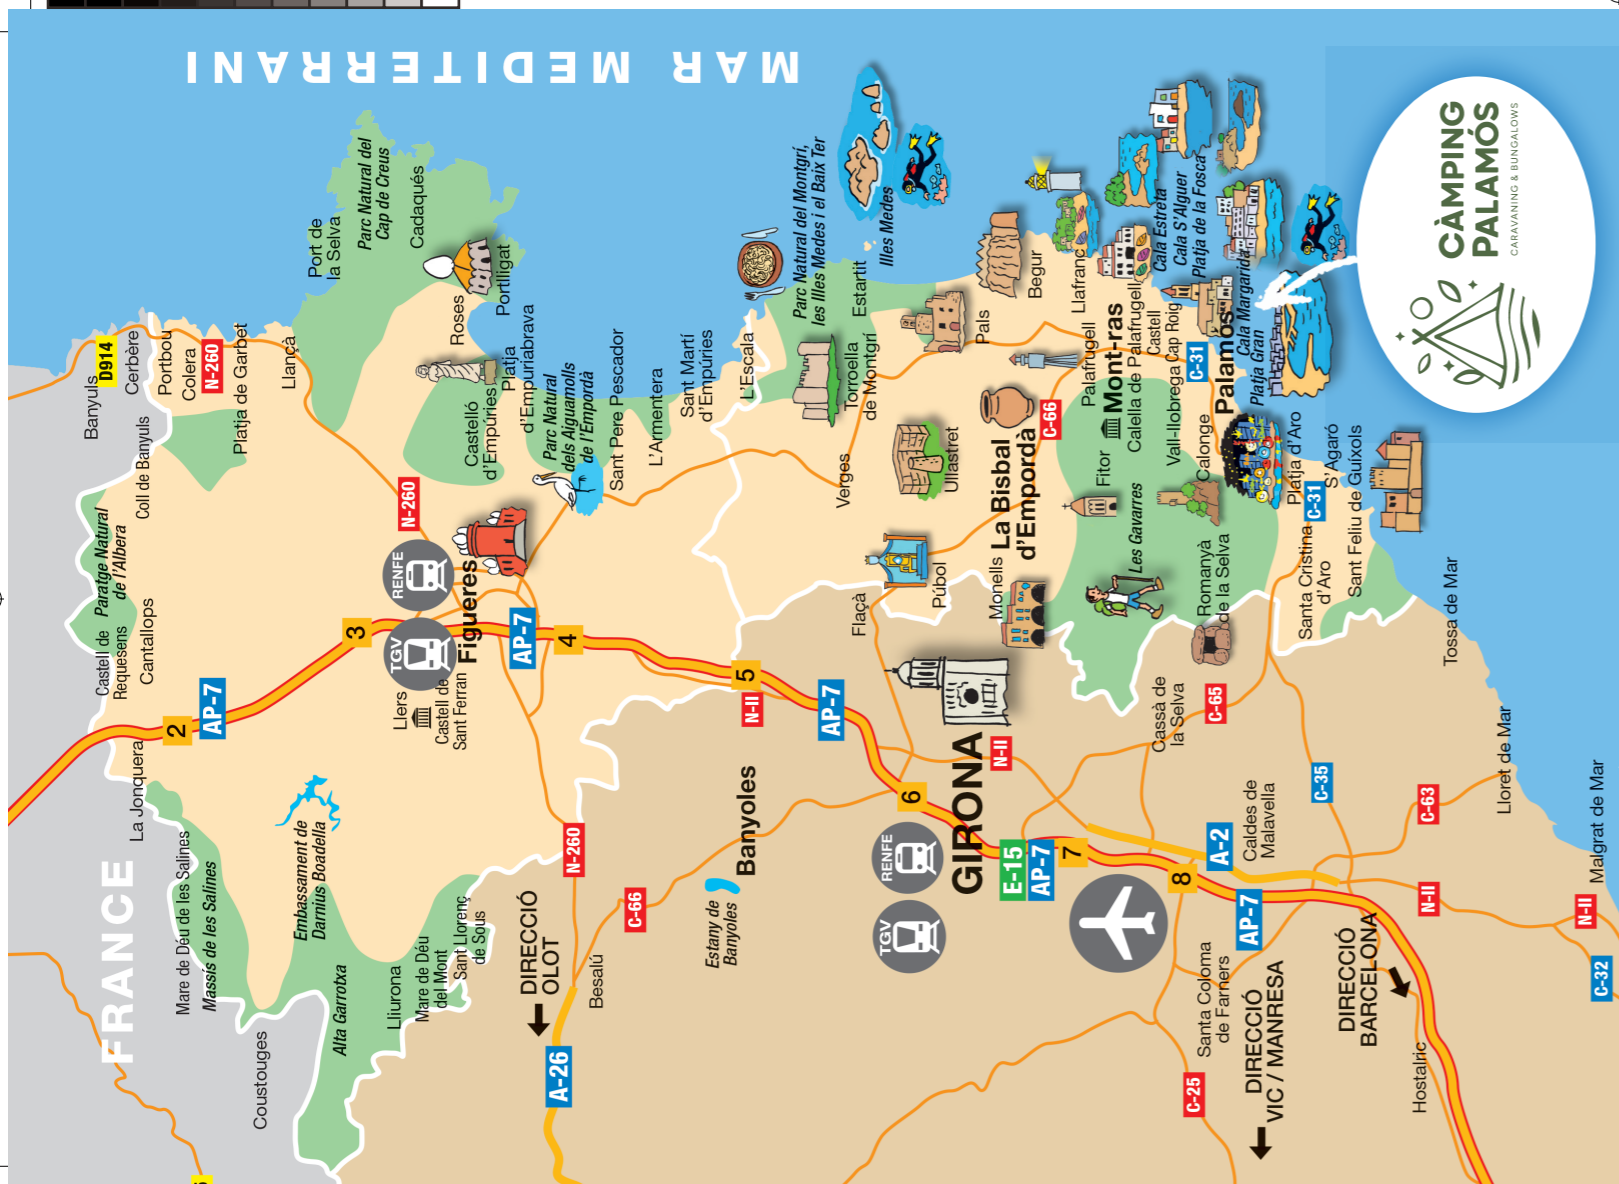 MAR MEDITERRANI
FRANCE
CÀMPING
PALAMÓS
CARAVANING & BUNGALOWS
Banyuls
D914
Cerbère
Portbou
Colera
N-260
Platja de Garbet
Llançà
Coll de Banyuls
Port de
la Selva
Parc Natural del
Cap de Creus
Cadaqués
Roses
Portlligat
Castelló
d'Empúries
Platja
d'Empuriabrava
Parc Natural
dels Aiguamolls
de l'Empordà
Sant Pere Pescador
L'Armentera
Sant Martí
d'Empúries
L'Escala
Paratge Natural
de l'Albera
Castell de
Requesens
Cantallops
La Jonquera
2
AP-7
3
N-260
RENFE
TGV
Figueres
Llers
Castell de
Sant Ferran
AP-7
4
5
N-II
AP-7
Mare de Déu de les Salines
Massís de les Salines
Embassament de
Darnius Boadella
Coustouges
Alta Garrotxa
Lliurona
Mare de Déu
del Mont
Sant Llorenç
de Sous
DIRECCIÓ
OLOT
N-260
Besalú
A-26
C-66
Estany de
Banyoles
Banyoles
Parc Natural del Montgrí,
les Illes Medes i el Baix Ter
Estartit
Illes Medes
Torroella
de Montgrí
Verges
Ullastret
Pals
Begur
Flaçà
Púbol
La Bisbal
d'Empordà
C-66
Monells
Palafrugell
Llafranc
Mont-ras
Calella de Palafrugell
Castell
Cap Roig
Fitor
Vall-llobrega
Les Gavarres
Calonge
C-31
Palamós
Cala Estreta
Cala S'Alguer
Platja de la Fosca
Cala Margarida
Platja Gran
Platja d'Aro
C-31
S'Agaró
Sant Feliu de Guíxols
Santa Cristina
d'Aro
Romanyà
de la Selva
Tossa de Mar
6
RENFE
TGV
GIRONA
N-II
E-15
AP-7
7
8
A-2
AP-7
Cassà de
la Selva
C-65
Caldes de
Malavella
C-35
C-63
Lloret de Mar
Malgrat de Mar
N-II
N-II
C-32
Santa Coloma
de Farners
C-25
DIRECCIÓ
VIC / MANRESA
DIRECCIÓ
BARCELONA
Hostalric